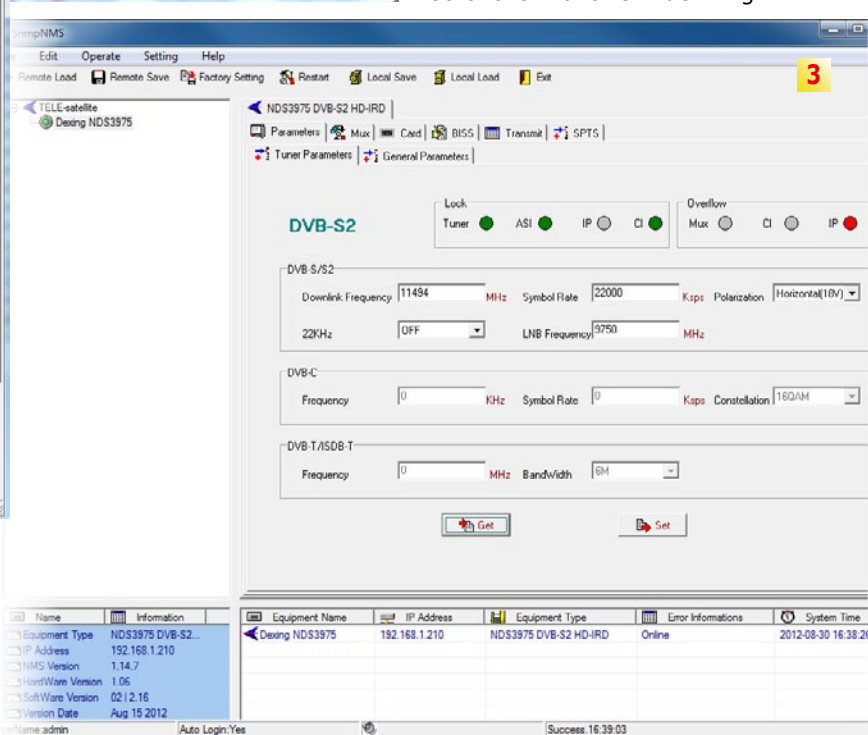 SnmpNMS
Edit Operate Setting Help
Remote Load Remote Save Factory Setting Restart Local Save Local Load Exit
3
TELE-satellite
Dexing NDS3975
NDS3975 DVB-S2 HD-IRD
Parameters Mux Card BISS Transmit SPTS
Tuner Parameters General Parameters
Lock Overflow
DVB-S2 Tuner ASI IP CI Mux CI IP
DVB-S/S2
Downlink Frequency 11494 MHz Symbol Rate 22000 Ksps Polarization Horizontal(18V)
22KHz OFF LNB Frequency 9750 MHz
DVB-C
Frequency 0 KHz Symbol Rate 0 Ksps Constellation 16QAM
DVB-T/ISDB-T
Frequency 0 MHz BandWidth 6M
Get Set
Name Information
Equipment Type NDS3975 DVB-S2...
IP Address 192.168.1.210
NMS Version 1.14.7
HardWare Version 1.06
SoftWare Version 02 | 2.16
Version Date Aug 15 2012
Equipment Name IP Address Equipment Type Error Informations System Time
Dexing NDS3975 192.168.1.210 NDS3975 DVB-S2 HD-IRD Online 2012-08-30 16:38:26
erName:admin Auto Login:Yes Success. 16:39:03